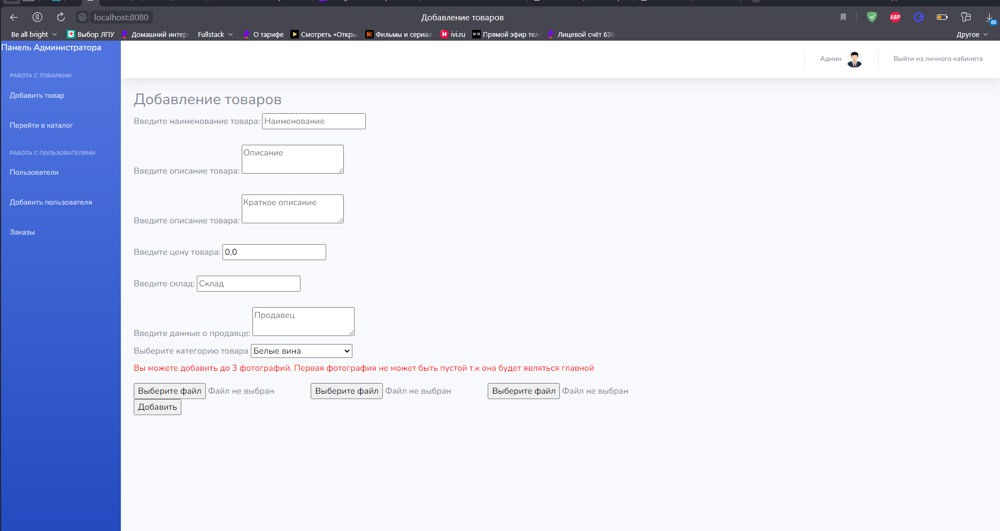 localhost:8080
Добавление товаров
Be all bright
Выбор ЛПУ
Домашний интер
Fullstack
О тарифе
Смотреть «Откры
Фильмы и сериал
ivi.ru
Прямой эфир тел
Лицевой счёт 638
Другое
ABP
66
Панель Администратора
РАБОТА С ТОВАРАМИ
Добавить товар
Перейти в каталог
РАБОТА С ПОЛЬЗОВАТЕЛЯМИ
Пользователи
Добавить пользователя
Заказы
Админ
Выйти из личного кабинета
Добавление товаров
Введите наименование товара: Наименование
Описание
Введите описание товара:
Краткое описание
Введите описание товара:
Введите цену товара: 0,0
Введите склад: Склад
Продавец
Введите данные о продавце:
Выберите категорию товара Белые вина
Вы можете добавить до 3 фотографий. Первая фотография не может быть пустой т.к она будет являться главной
Выберите файл Файл не выбран Выберите файл Файл не выбран Выберите файл Файл не выбран
Добавить